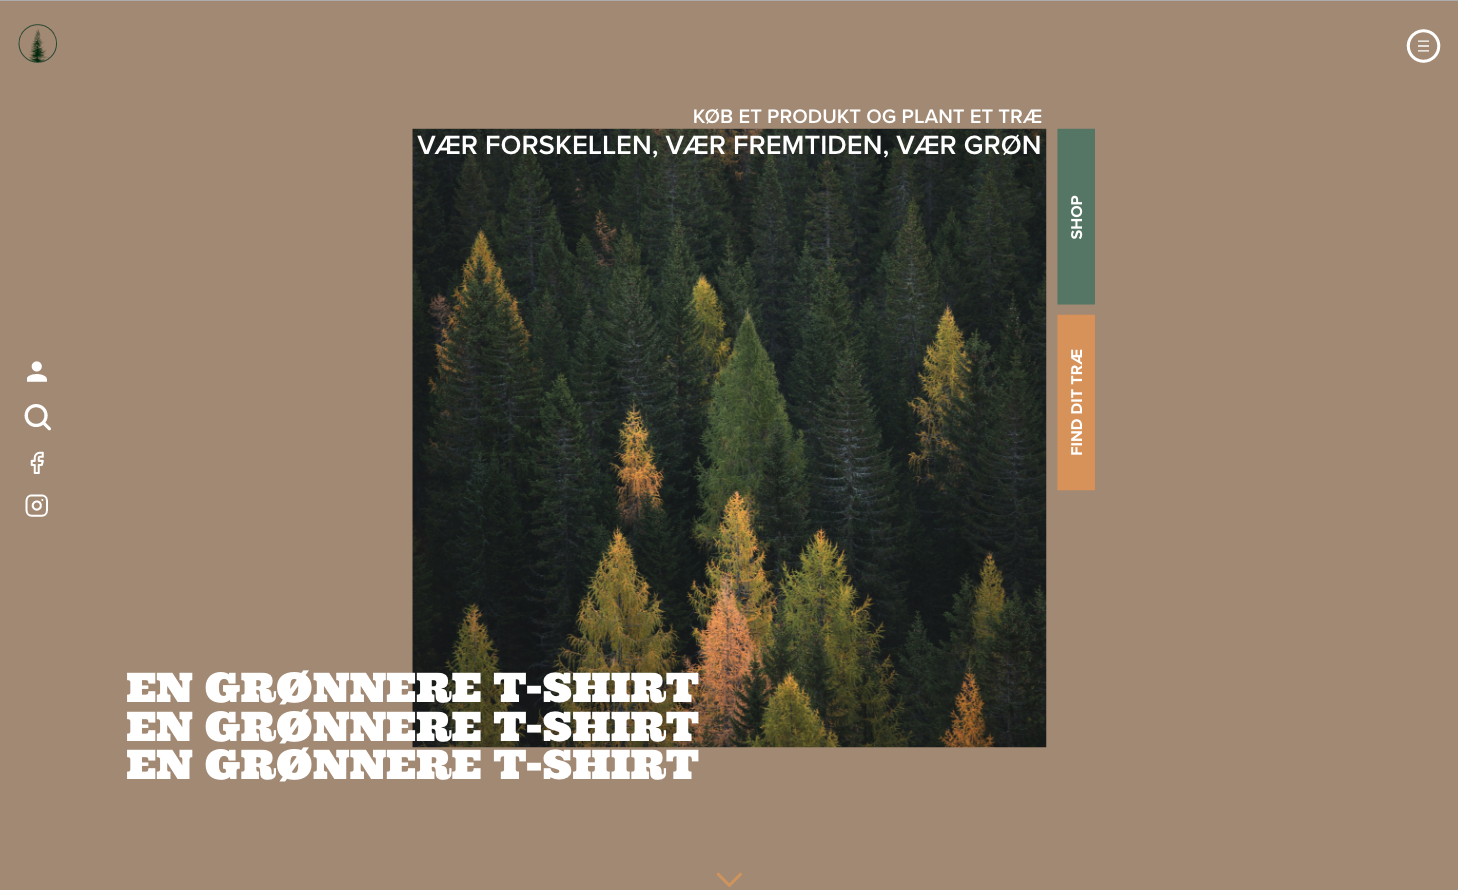 KØB ET PRODUKT OG PLANT ET TRÆ
VÆR FORSKELLEN, VÆR FREMTIDEN, VÆR GRØN
SHOP
FIND DIT TRÆ
EN GRØNNERE T-SHIRT
EN GRØNNERE T-SHIRT
EN GRØNNERE T-SHIRT